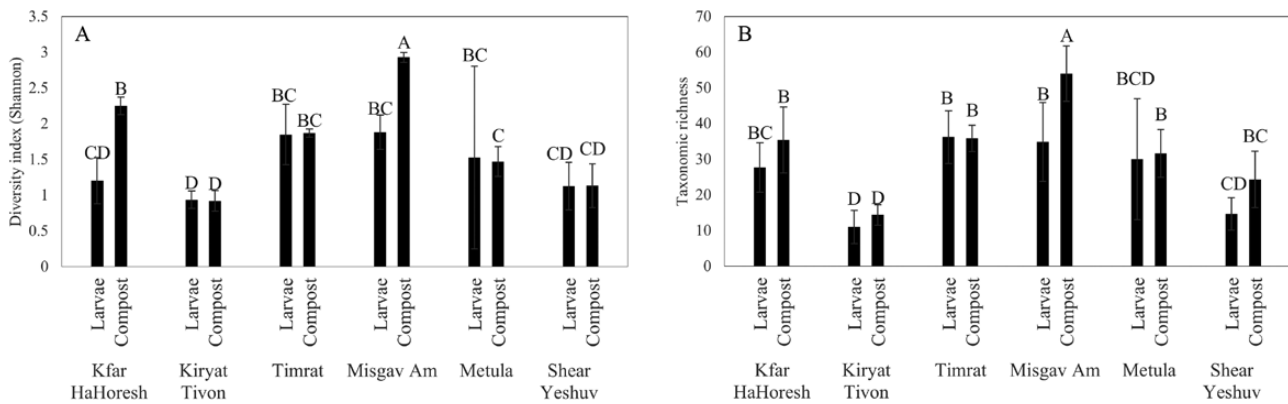 A
Diversity index (Shannon)
3.5
3
2.5
2
1.5
1
0.5
0
CD
B
D
D
BC
BC
BC
A
BC
C
CD
CD
Larvae
Compost
Larvae
Compost
Larvae
Compost
Larvae
Compost
Larvae
Compost
Larvae
Compost
Kfar
HaHoresh
Kiryat
Tivon
Timrat
Misgav Am
Metula
Shear
Yeshuv
B
Taxonomic richness
70
60
50
40
30
20
10
0
BC
B
D
D
B
B
B
A
BCD
B
CD
BC
Larvae
Compost
Larvae
Compost
Larvae
Compost
Larvae
Compost
Larvae
Compost
Larvae
Compost
Kfar
HaHoresh
Kiryat
Tivon
Timrat
Misgav Am
Metula
Shear
Yeshuv